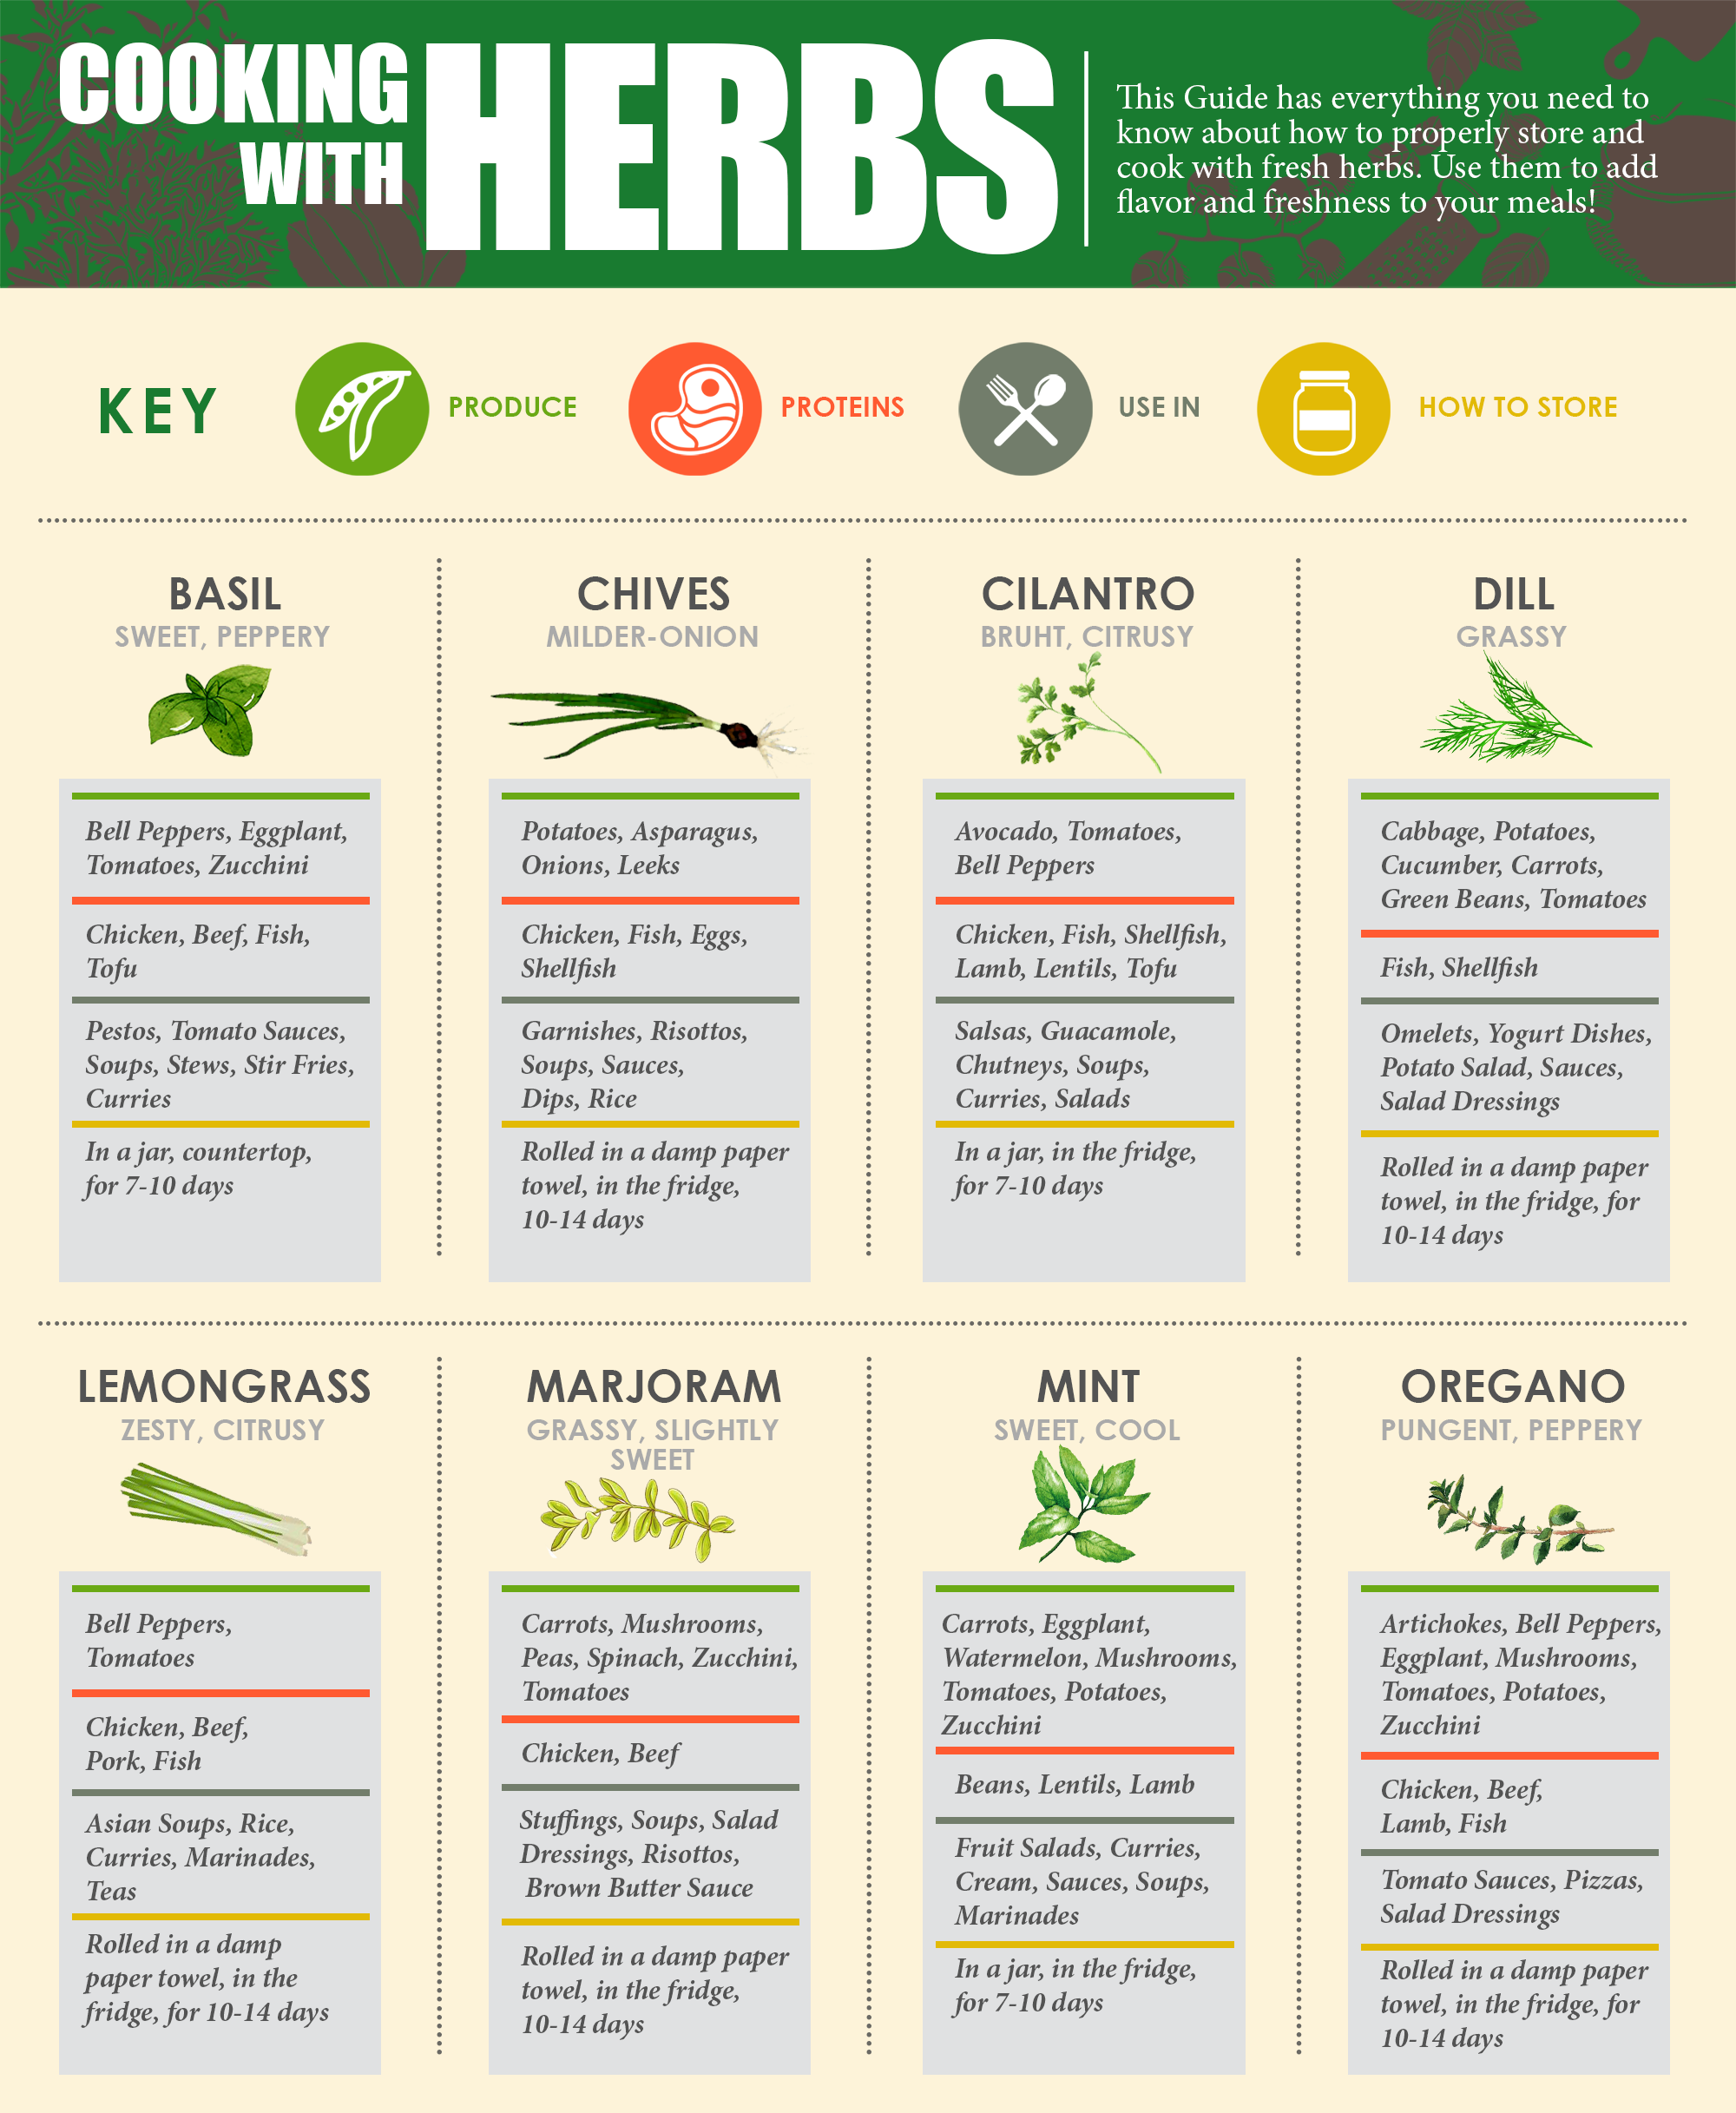 COOKING
WITH
HERBS
This Guide has everything you need to
know about how to properly store and
cook with fresh herbs. Use them to add
flavor and freshness to your meals!
KEY
PRODUCE
PROTEINS
USE IN
HOW TO STORE
BASIL
SWEET, PEPPERY
Bell Peppers, Eggplant,
Tomatoes, Zucchini
Chicken, Beef, Fish,
Tofu
Pestos, Tomato Sauces,
Soups, Stews, Stir Fries,
Curries
In a jar, countertop,
for 7-10 days
CHIVES
MILDER-ONION
Potatoes, Asparagus,
Onions, Leeks
Chicken, Fish, Eggs,
Shellfish
Garnishes, Risottos,
Soups, Sauces,
Dips, Rice
Rolled in a damp paper
towel, in the fridge,
10-14 days
CILANTRO
BRUHT, CITRUSY
Avocado, Tomatoes,
Bell Peppers
Chicken, Fish, Shellfish,
Lamb, Lentils, Tofu
Salsas, Guacamole,
Chutneys, Soups,
Curries, Salads
In a jar, in the fridge,
for 7-10 days
DILL
GRASSY
Cabbage, Potatoes,
Cucumber, Carrots,
Green Beans, Tomatoes
Fish, Shellfish
Omelets, Yogurt Dishes,
Potato Salad, Sauces,
Salad Dressings
Rolled in a damp paper
towel, in the fridge, for
10-14 days
LEMONGRASS
ZESTY, CITRUSY
Bell Peppers,
Tomatoes
Chicken, Beef,
Pork, Fish
Asian Soups, Rice,
Curries, Marinades,
Teas
Rolled in a damp
paper towel, in the
fridge, for 10-14 days
MARJORAM
GRASSY, SLIGHTLY
SWEET
Carrots, Mushrooms,
Peas, Spinach, Zucchini,
Tomatoes
Chicken, Beef
Stuffings, Soups, Salad
Dressings, Risottos,
Brown Butter Sauce
Rolled in a damp paper
towel, in the fridge,
10-14 days
MINT
SWEET, COOL
Carrots, Eggplant,
Watermelon, Mushrooms,
Tomatoes, Potatoes,
Zucchini
Beans, Lentils, Lamb
Fruit Salads, Curries,
Cream, Sauces, Soups,
Marinades
In a jar, in the fridge,
for 7-10 days
OREGANO
PUNGENT, PEPPERY
Artichokes, Bell Peppers,
Eggplant, Mushrooms,
Tomatoes, Potatoes,
Zucchini
Chicken, Beef,
Lamb, Fish
Tomato Sauces, Pizzas,
Salad Dressings
Rolled in a damp paper
towel, in the fridge, for
10-14 days